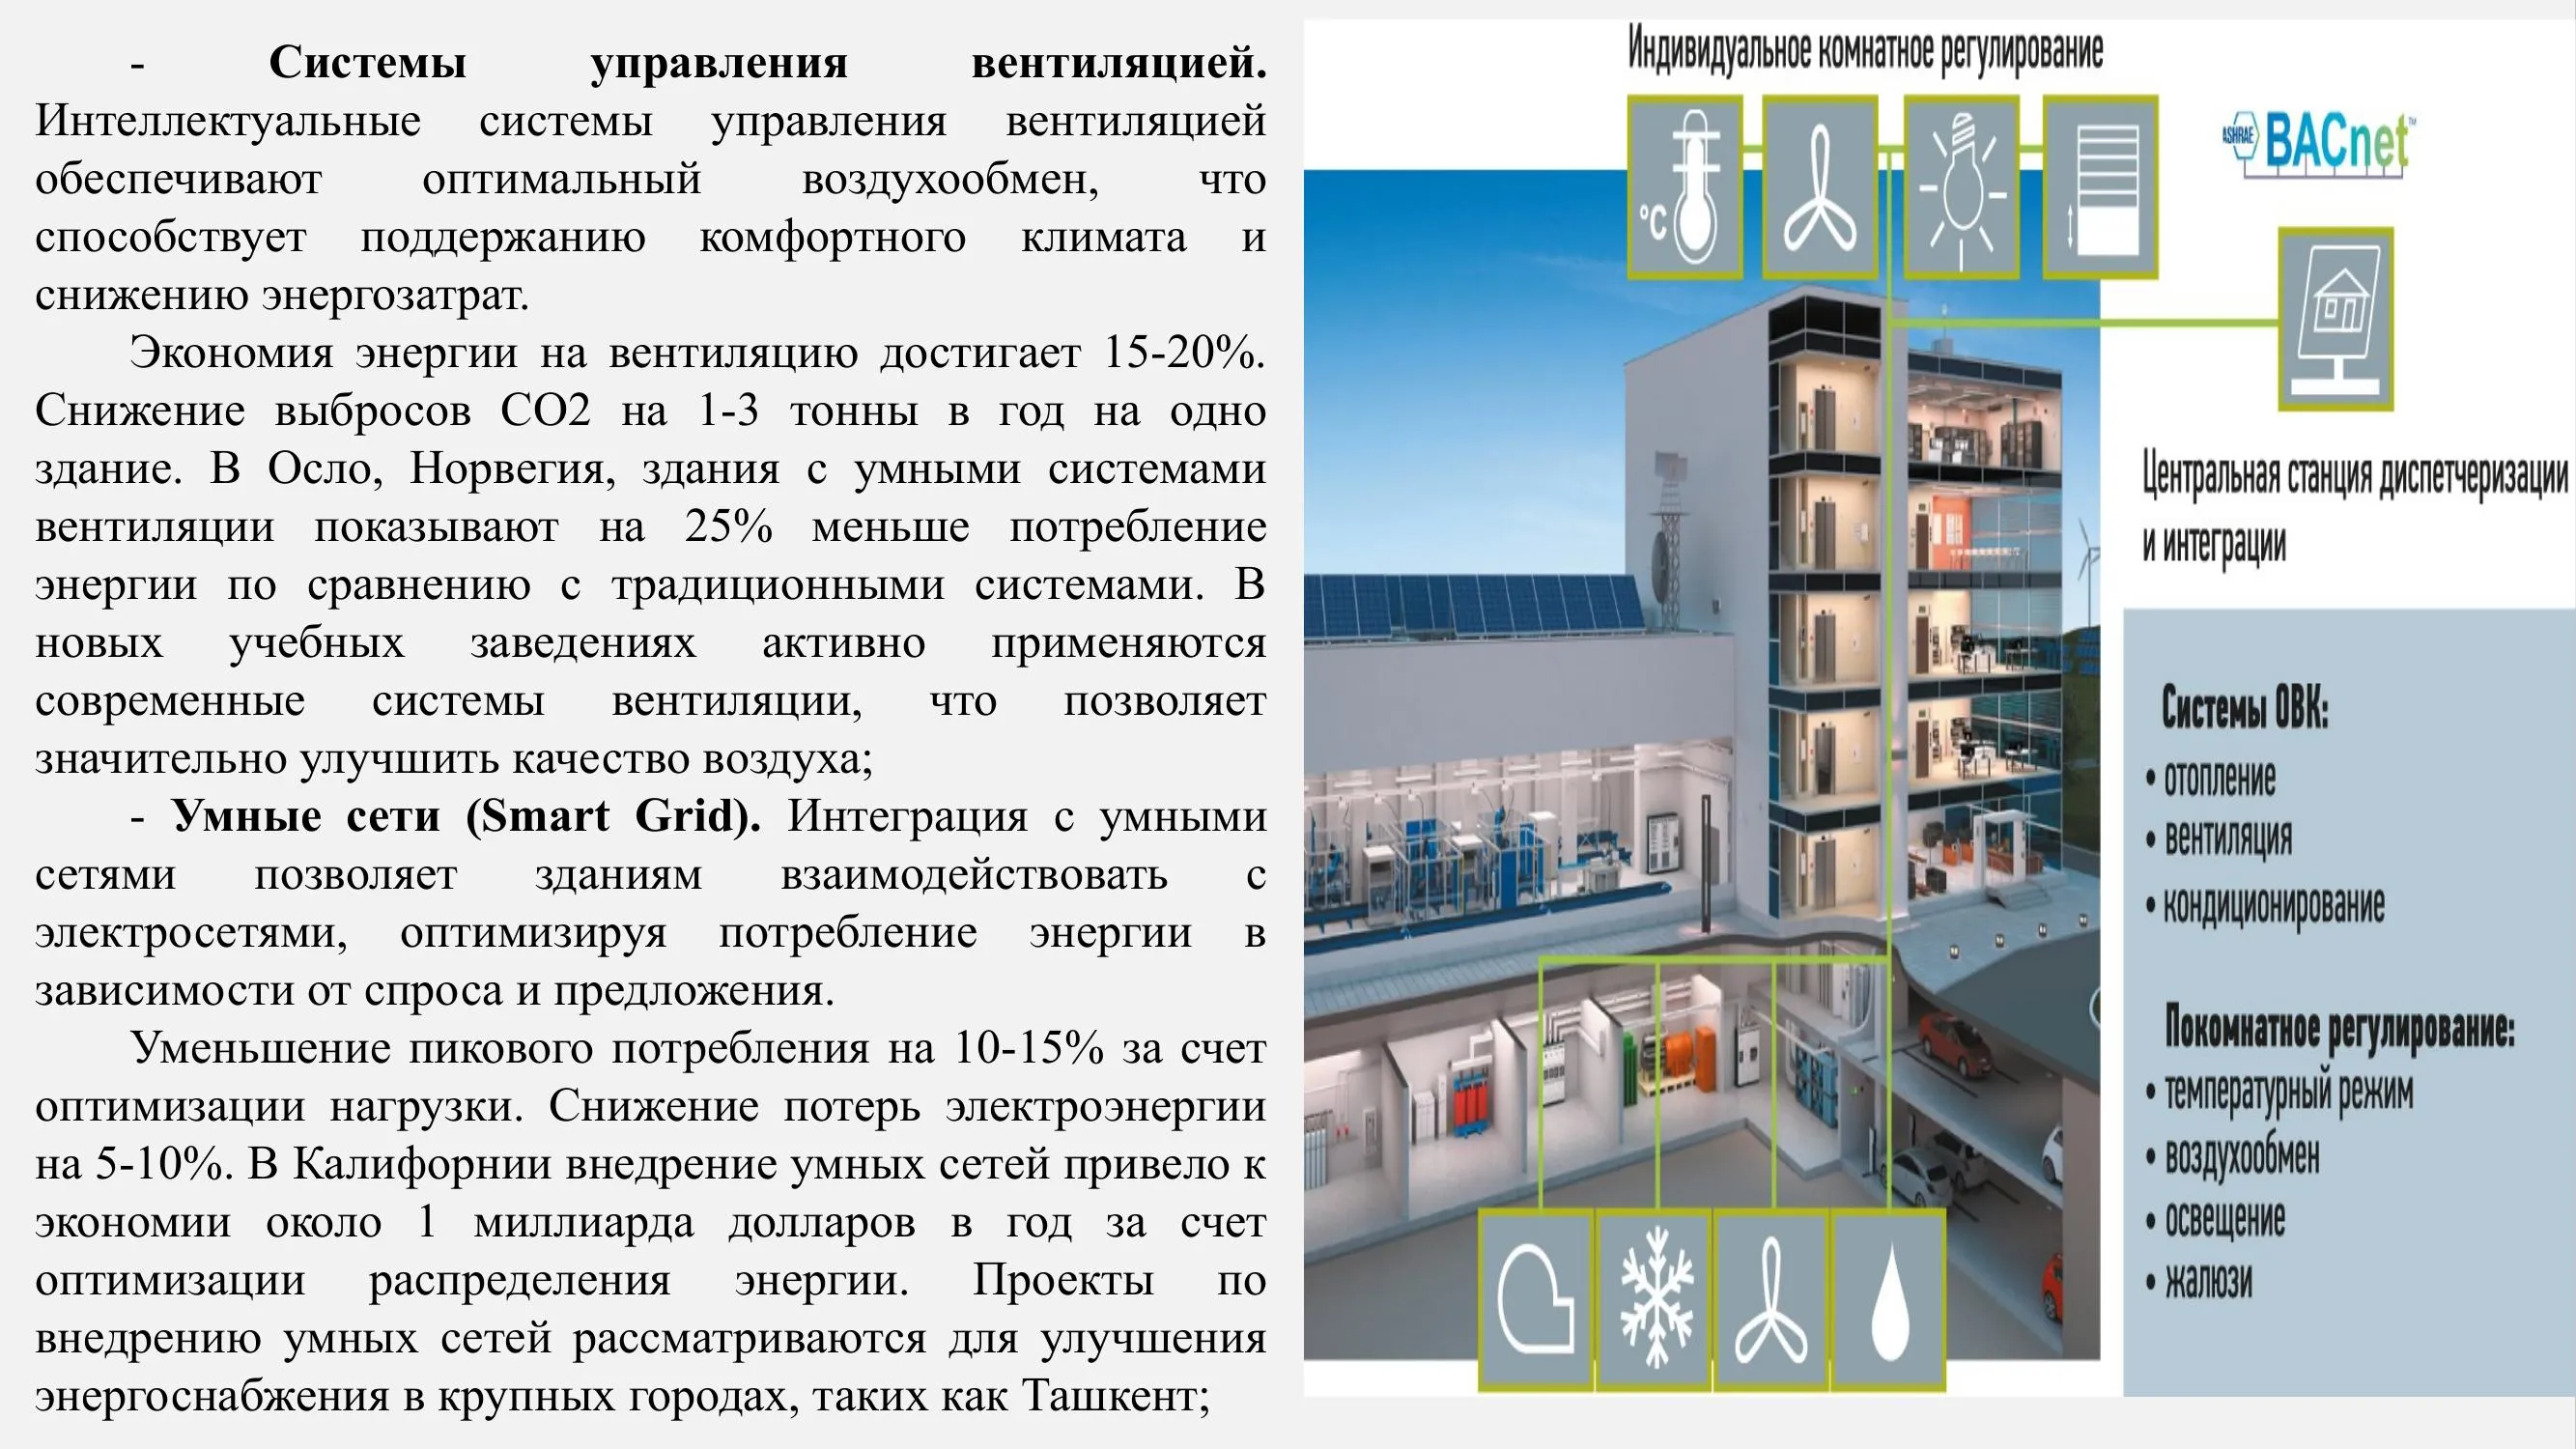 - Системы управления вентиляцией.
Интеллектуальные системы управления вентиляцией
обеспечивают оптимальный воздухообмен, что
способствует поддержанию комфортного климата и
снижению энергозатрат.
Экономия энергии на вентиляцию достигает 15-20%.
Снижение выбросов CO2 на 1-3 тонны в год на одно
здание. В Осло, Норвегия, здания с умными системами
вентиляции показывают на 25% меньше потребление
энергии по сравнению с традиционными системами. В
новых учебных заведениях активно применяются
современные системы вентиляции, что позволяет
значительно улучшить качество воздуха;
- Умные сети (Smart Grid). Интеграция с умными
сетями позволяет зданиям взаимодействовать с
электросетями, оптимизируя потребление энергии в
зависимости от спроса и предложения.
Уменьшение пикового потребления на 10-15% за счет
оптимизации нагрузки. Снижение потерь электроэнергии
на 5-10%. В Калифорнии внедрение умных сетей привело к
экономии около 1 миллиарда долларов в год за счет
оптимизации распределения энергии. Проекты по
внедрению умных сетей рассматриваются для улучшения
энергоснабжения в крупных городах, таких как Ташкент;
Индивидуальное комнатное регулирование
°C
ASHRAE BACnet™
Центральная станция диспетчеризации
и интеграции
Системы ОВК:
• отопление
• вентиляция
• кондиционирование
Покомнатное регулирование:
• температурный режим
• воздухообмен
• освещение
• жалюзи